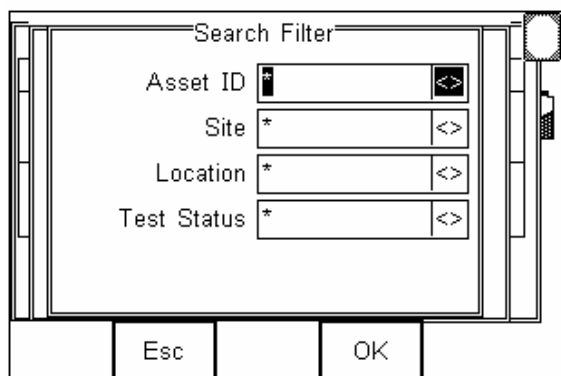 Search Filter
Asset ID * <>
Site * <>
Location * <>
Test Status * <>
Esc OK